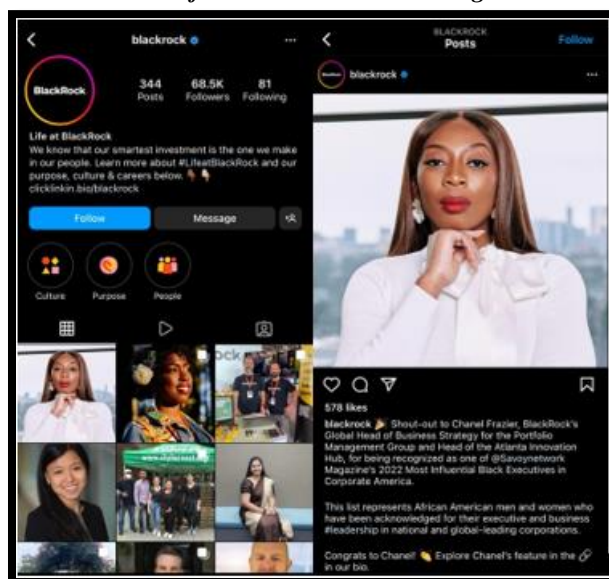 blackrock
BlackRock
344
68.5K
81
Posts
Followers
Following
Life at BlackRock
We know that our smartest investment is the one we make
in our people. Learn more about #LifeatBlackRock and our
purpose, culture & careers below. 👇🏾👇🏻
clicklinkin.bio/blackrock
Follow
Message
Culture
Purpose
People
BLACKROCK
Posts
Follow
blackrock
578 likes
blackrock 🎉 Shout-out to Chanel Frazier, BlackRock's
Global Head of Business Strategy for the Portfolio
Management Group and Head of the Atlanta Innovation
Hub, for being recognized as one of @Savoynetwork
Magazine's 2022 Most Influential Black Executives in
Corporate America.
This list represents African American men and women who
have been acknowledged for their executive and business
#leadership in national and global-leading corporations.
Congrats to Chanel! 👏 Explore Chanel's feature in the 🔗
in our bio.